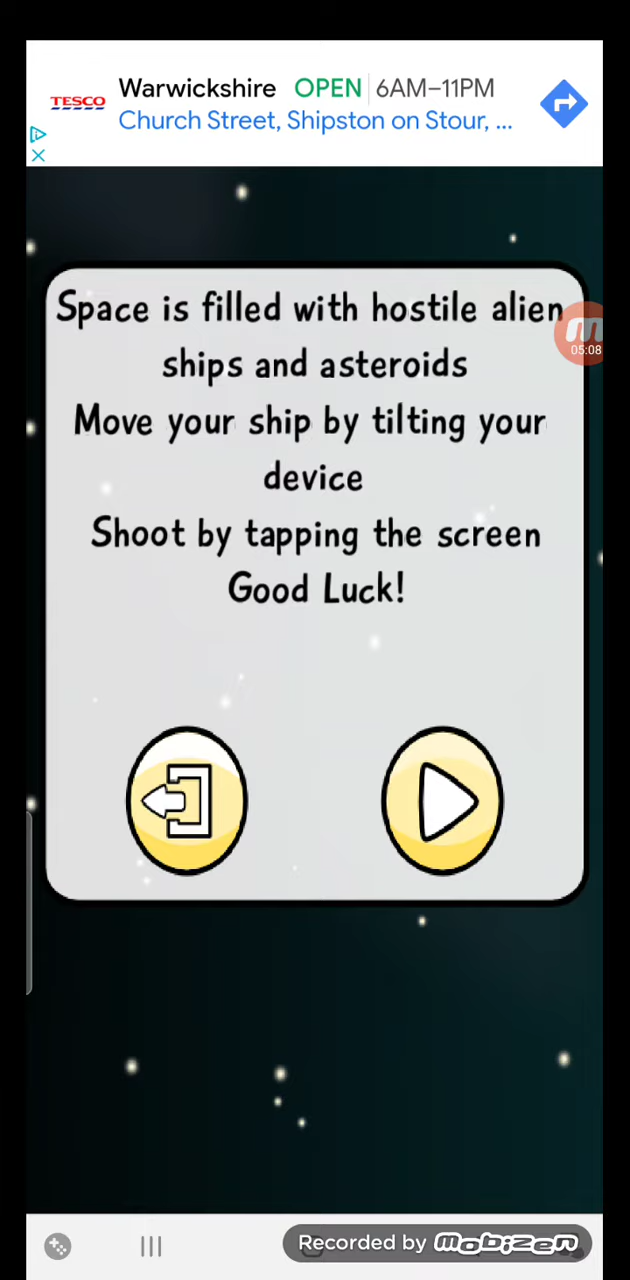 TESCO
Warwickshire OPEN 6AM–11PM
Church Street, Shipston on Stour, ...
Space is filled with hostile alien
ships and asteroids
05:08
Move your ship by tilting your
device
Shoot by tapping the screen
Good Luck!
Recorded by mobizen